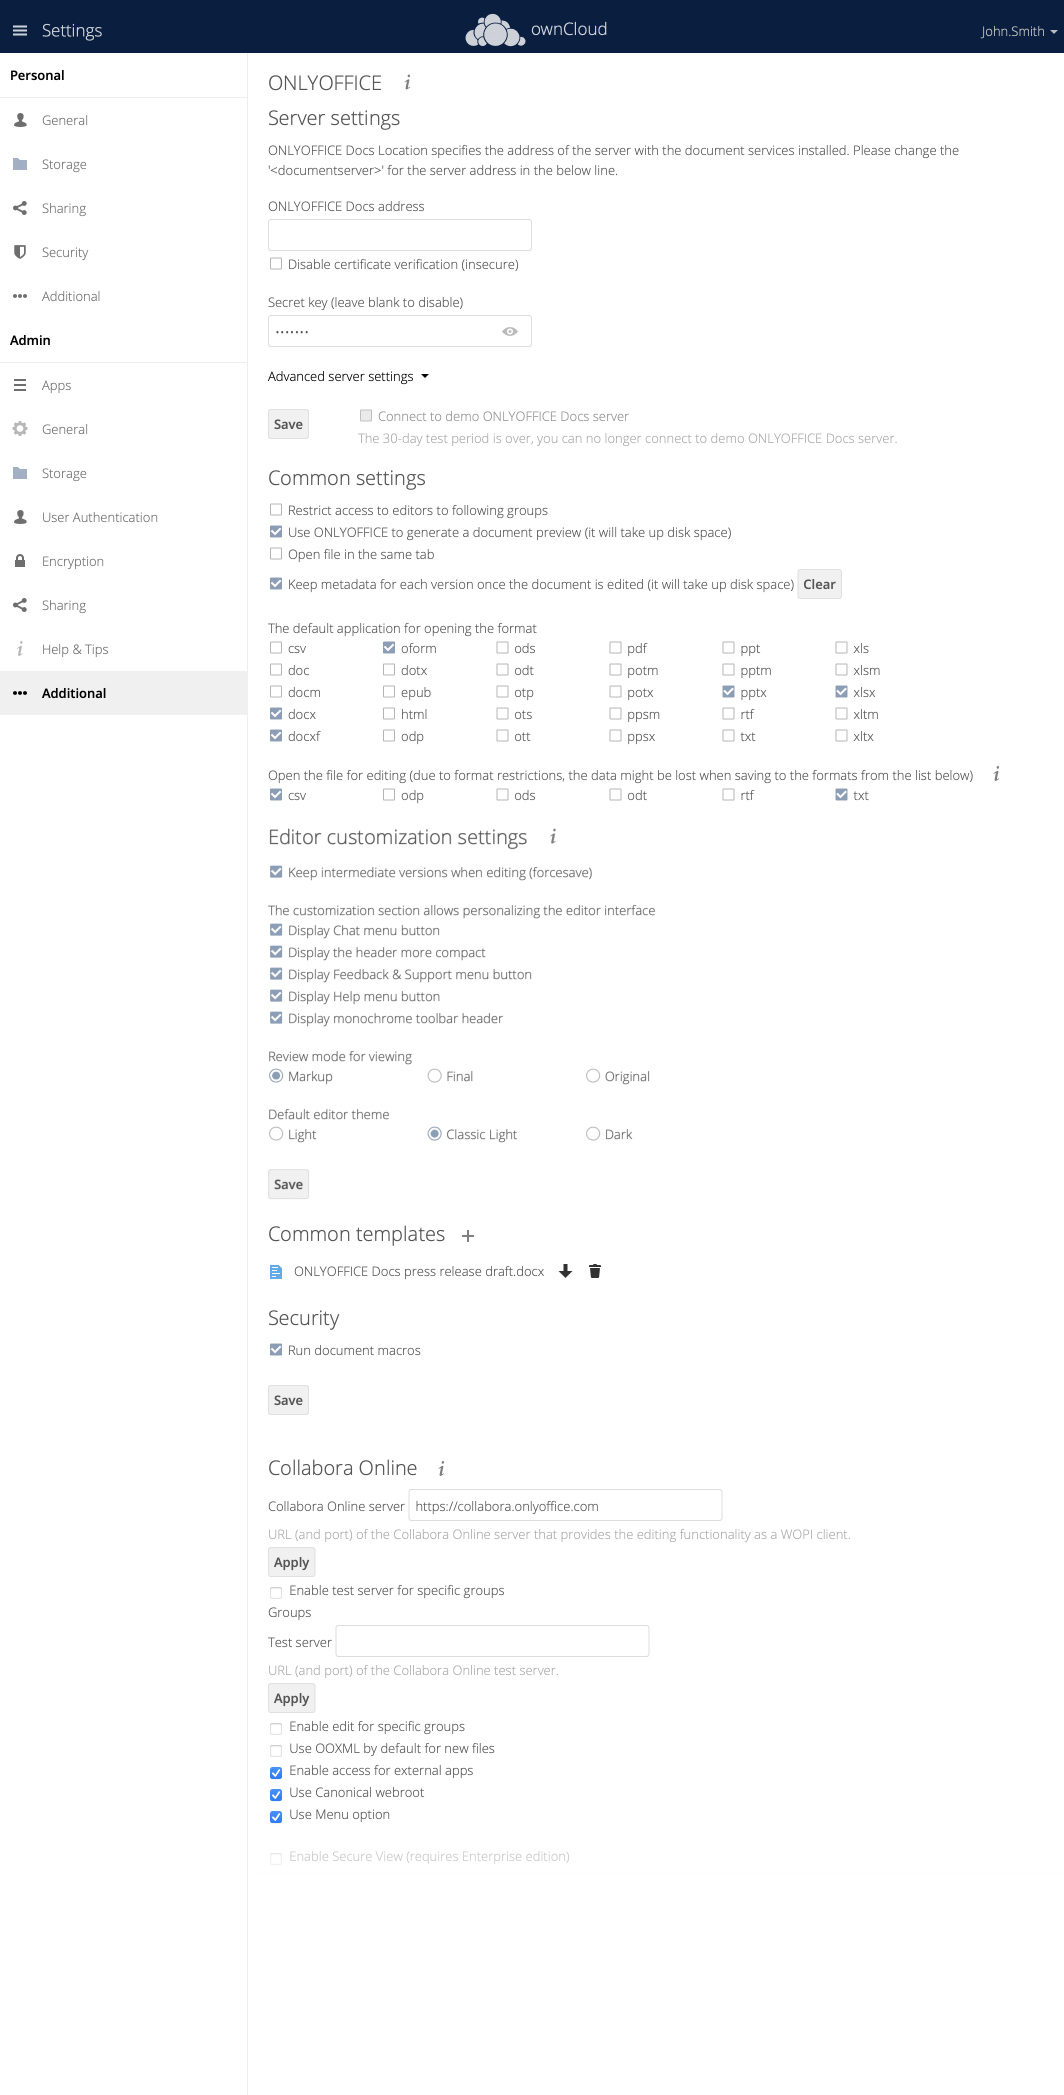 Settings
ownCloud
John.Smith
Personal
General
Storage
Sharing
Security
Additional
Admin
Apps
General
Storage
User Authentication
Encryption
Sharing
Help & Tips
Additional
ONLYOFFICE
Server settings
ONLYOFFICE Docs Location specifies the address of the server with the document services installed. Please change the
'<documentserver>' for the server address in the below line.
ONLYOFFICE Docs address
Disable certificate verification (insecure)
Secret key (leave blank to disable)
•••••••
Advanced server settings
Save
Connect to demo ONLYOFFICE Docs server
The 30-day test period is over, you can no longer connect to demo ONLYOFFICE Docs server.
Common settings
Restrict access to editors to following groups
Use ONLYOFFICE to generate a document preview (it will take up disk space)
Open file in the same tab
Keep metadata for each version once the document is edited (it will take up disk space) Clear
The default application for opening the format
csv oform ods pdf ppt xls
doc dotx odt potm pptm xlsm
docm epub otp potx pptx xlsx
docx html ots ppsm rtf xltm
docxf odp ott ppsx txt xltx
Open the file for editing (due to format restrictions, the data might be lost when saving to the formats from the list below)
csv odp ods odt rtf txt
Editor customization settings
Keep intermediate versions when editing (forcesave)
The customization section allows personalizing the editor interface
Display Chat menu button
Display the header more compact
Display Feedback & Support menu button
Display Help menu button
Display monochrome toolbar header
Review mode for viewing
Markup Final Original
Default editor theme
Light Classic Light Dark
Save
Common templates +
ONLYOFFICE Docs press release draft.docx
Security
Run document macros
Save
Collabora Online
Collabora Online server https://collabora.onlyoffice.com
URL (and port) of the Collabora Online server that provides the editing functionality as a WOPI client.
Apply
Enable test server for specific groups
Groups
Test server
URL (and port) of the Collabora Online test server.
Apply
Enable edit for specific groups
Use OOXML by default for new files
Enable access for external apps
Use Canonical webroot
Use Menu option
Enable Secure View (requires Enterprise edition)